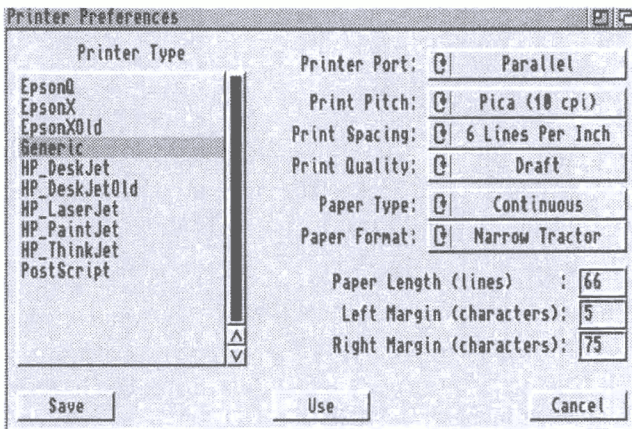 Printer Preferences
Printer Type
EpsonQ
EpsonX
EpsonXOld
Generic
HP_DeskJet
HP_DeskJetOld
HP_LaserJet
HP_PaintJet
HP_ThinkJet
PostScript
Printer Port: Parallel
Print Pitch: Pica (10 cpi)
Print Spacing: 6 Lines Per Inch
Print Quality: Draft
Paper Type: Continuous
Paper Format: Narrow Tractor
Paper Length (lines) : 66
Left Margin (characters): 5
Right Margin (characters): 75
Save Use Cancel